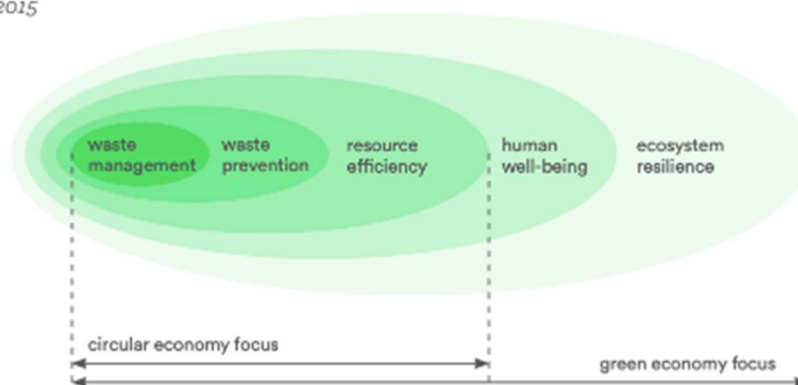 2015
waste
management
waste
prevention
resource
efficiency
human
well-being
ecosystem
resilience
circular economy focus
green economy focus